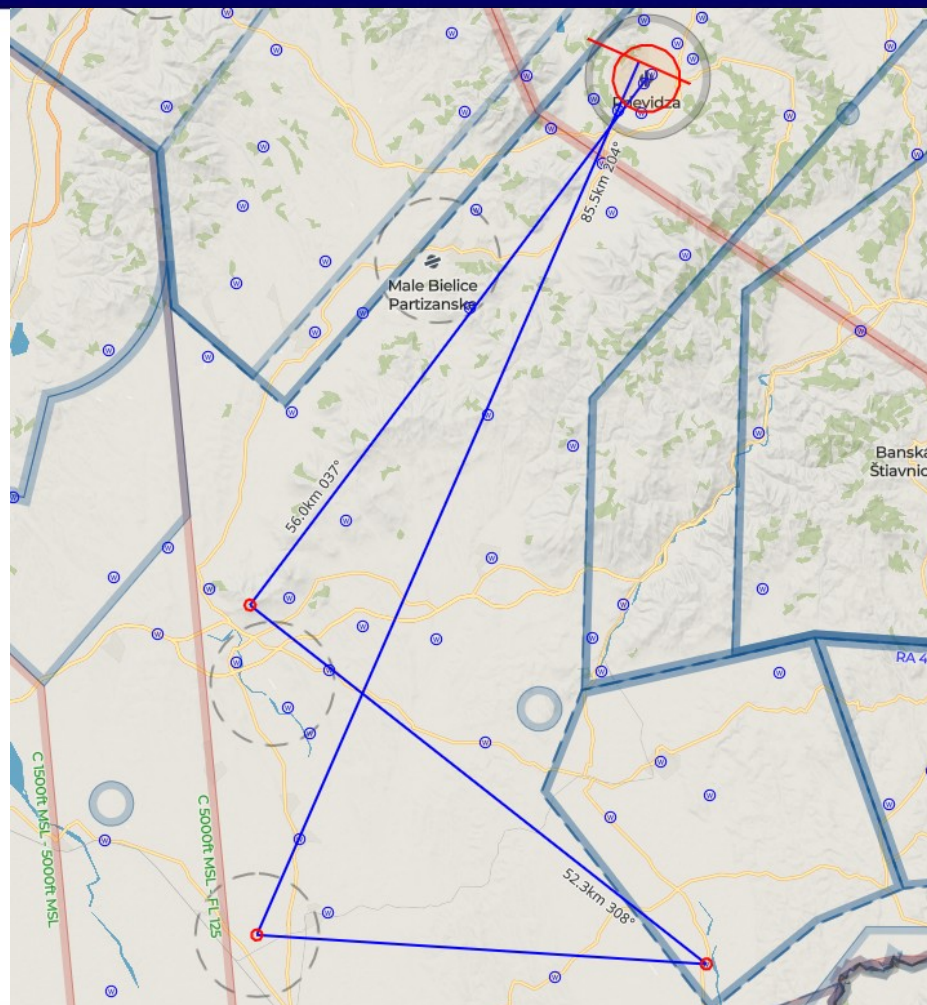 Prievidza
85.5km 204°
Male Bielice
Partizanske
Banská
Štiavnic
56.0km 037°
RA 4
C 1500ft MSL - 5000ft MSL
C 5000ft MSL - FL 125
52.3km 308°